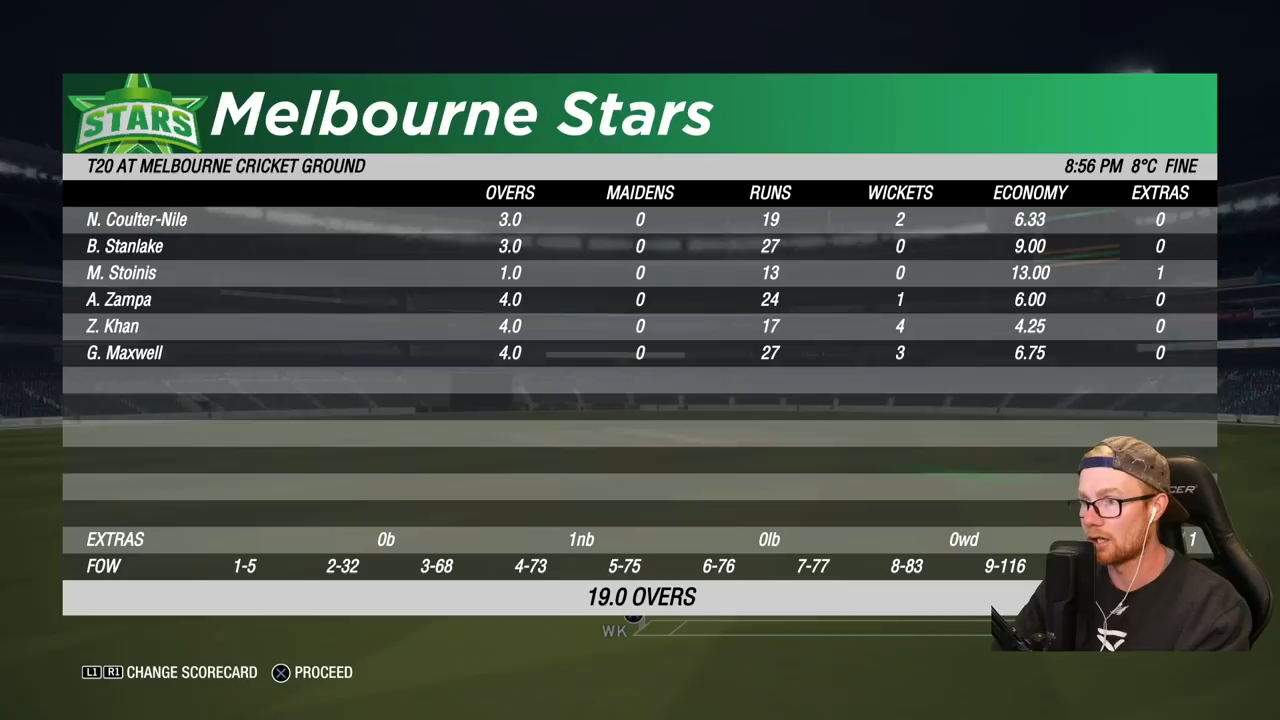 STARS
Melbourne Stars
T20 AT MELBOURNE CRICKET GROUND 8:56 PM 8°C FINE
OVERS MAIDENS RUNS WICKETS ECONOMY EXTRAS
N. Coulter-Nile 3.0 0 19 2 6.33 0
B. Stanlake 3.0 0 27 0 9.00 0
M. Stoinis 1.0 0 13 0 13.00 1
A. Zampa 4.0 0 24 1 6.00 0
Z. Khan 4.0 0 17 4 4.25 0
G. Maxwell 4.0 0 27 3 6.75 0
EXTRAS 0b 1nb 0lb 0wd 1
FOW 1-5 2-32 3-68 4-73 5-75 6-76 7-77 8-83 9-116
19.0 OVERS
WK
L1 R1 CHANGE SCORECARD PROCEED